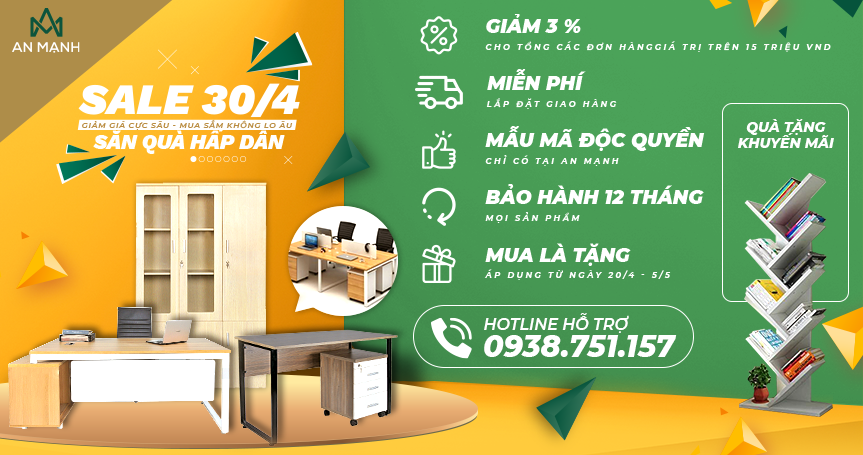 AN MẠNH
SALE 30/4
GIẢM GIÁ CỰC SÂU - MUA SẮM KHÔNG LO ÂU
SĂN QUÀ HẤP DẪN
GIẢM 3 %
CHO TỔNG CÁC ĐƠN HÀNGGIÁ TRỊ TRÊN 15 TRIỆU VND
MIỄN PHÍ
LẮP ĐẶT GIAO HÀNG
MẪU MÃ ĐỘC QUYỀN
CHỈ CÓ TẠI AN MẠNH
BẢO HÀNH 12 THÁNG
MỌI SẢN PHẨM
MUA LÀ TẶNG
ÁP DỤNG TỪ NGÀY 20/4 - 5/5
HOTLINE HỖ TRỢ
0938.751.157
QUÀ TẶNG
KHUYẾN MÃI